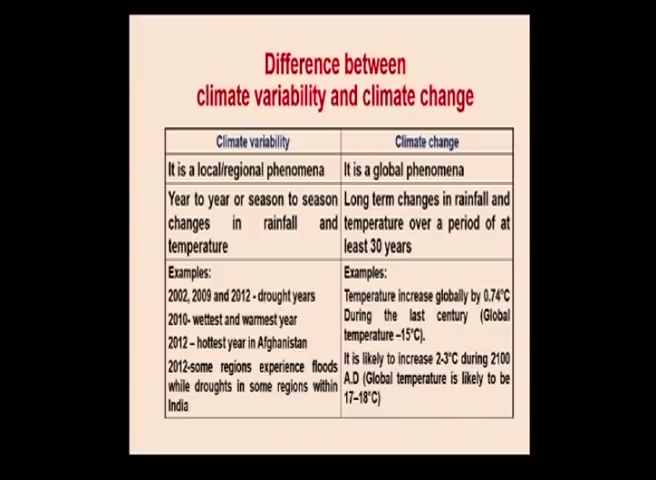 Difference between
climate variability and climate change
Climate variability
Climate change
It is a local/regional phenomena
It is a global phenomena
Year to year or season to season
changes in rainfall and
temperature
Long term changes in rainfall and
temperature over a period of at
least 30 years
Examples:
2002, 2009 and 2012 - drought years
2010- wettest and warmest year
2012 – hottest year in Afghanistan
2012-some regions experience floods
while droughts in some regions within
India
Examples:
Temperature increase globally by 0.74°C
During the last century (Global
temperature –15°C).
It is likely to increase 2-3°C during 2100
A.D (Global temperature is likely to be
17–18°C)